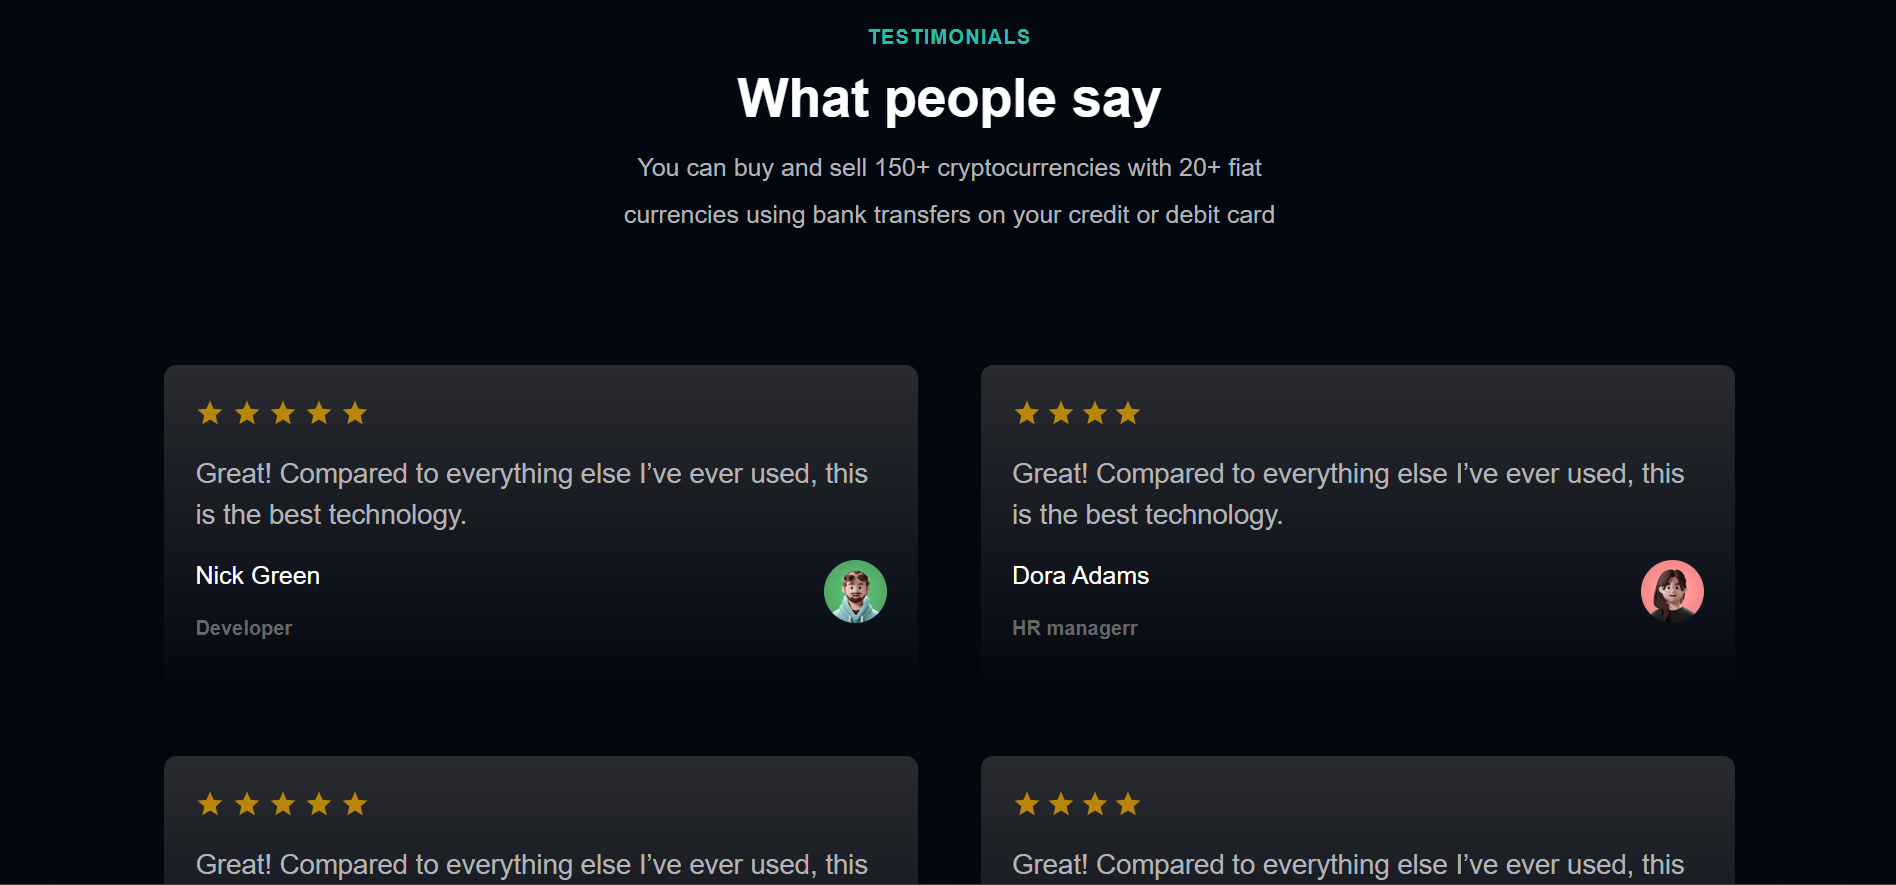 TESTIMONIALS
What people say
You can buy and sell 150+ cryptocurrencies with 20+ fiat
currencies using bank transfers on your credit or debit card
Great! Compared to everything else I’ve ever used, this
is the best technology.
Nick Green
Developer
Great! Compared to everything else I’ve ever used, this
is the best technology.
Dora Adams
HR managerr
Great! Compared to everything else I’ve ever used, this
Great! Compared to everything else I’ve ever used, this